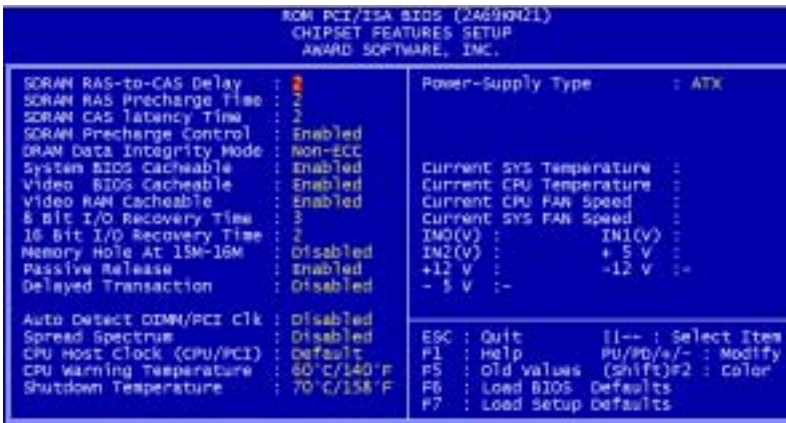 ROM PCI/ISA BIOS (2A69KM21)
CHIPSET FEATURES SETUP
AWARD SOFTWARE, INC.
SDRAM RAS-to-CAS Delay : 2
SDRAM RAS Precharge Time : 2
SDRAM CAS latency Time : 2
SDRAM Precharge Control : Enabled
DRAM Data Integrity Mode : Non-ECC
System BIOS Cacheable : Enabled
Video BIOS Cacheable : Enabled
Video RAM Cacheable : Enabled
8 Bit I/O Recovery Time : 3
16 Bit I/O Recovery Time : 2
Memory Hole At 15M-16M : Disabled
Passive Release : Enabled
Delayed Transaction : Disabled
Auto Detect DIMM/PCI Clk : Disabled
Spread Spectrum : Disabled
CPU Host Clock (CPU/PCI) : Default
CPU Warning Temperature : 60°C/140°F
Shutdown Temperature : 70°C/158°F
Power-Supply Type : ATX
Current SYS Temperature :
Current CPU Temperature :
Current CPU FAN Speed :
Current SYS FAN Speed :
IN0(V) : IN1(V) :
IN2(V) : + 5 V :
+12 V : -12 V :-
- 5 V :-
ESC : Quit : Select Item
F1 : Help PU/PD/+/- : Modify
F5 : Old Values (Shift)F2 : Color
F6 : Load BIOS Defaults
F7 : Load Setup Defaults